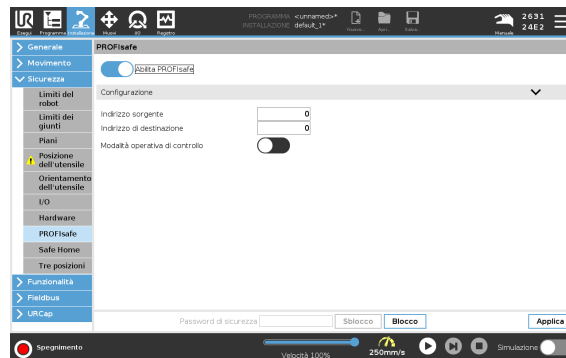 PROGRAMMA <unnamed>*
INSTALLAZIONE default_1*
2631
24E2
Esegui Programma Installazione Muovi I/O Registro Nuovo... Apri... Salva... Manuale
Generale
PROFIsafe
Movimento
Abilita PROFIsafe
Sicurezza
Limiti del
robot
Configurazione
Limiti dei
giunti
Indirizzo sorgente 0
Indirizzo di destinazione 0
Piani
Modalità operativa di controllo
Posizione
dell'utensile
Orientamento
dell'utensile
I/O
Hardware
PROFIsafe
Safe Home
Tre posizioni
Funzionalità
Fieldbus
URCap
Password di sicurezza Sblocco Blocco Applica
Spegnimento
Velocità 100%
250mm/s
Simulazione